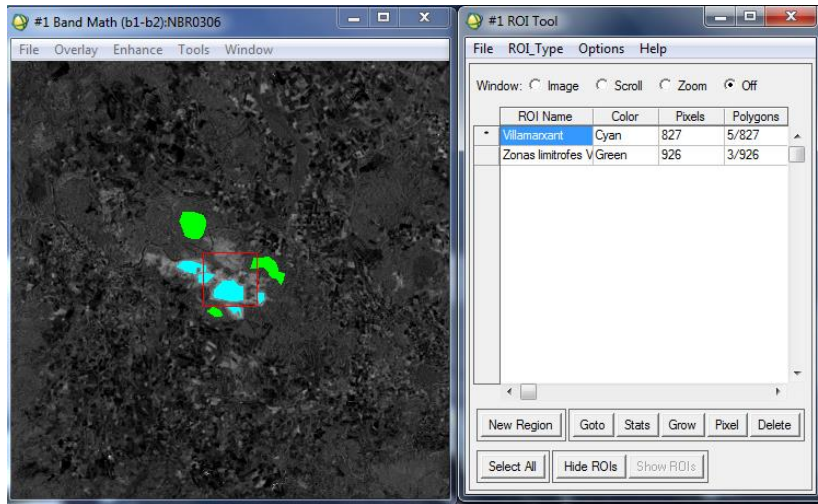 #1 Band Math (b1-b2):NBR0306
File Overlay Enhance Tools Window
#1 ROI Tool
File ROI_Type Options Help
Window: Image Scroll Zoom Off
ROI Name Color Pixels Polygons
* Villamarxant Cyan 827 5/827
Zonas limitrofes V Green 926 3/926
New Region Goto Stats Grow Pixel Delete
Select All Hide ROIs Show ROIs